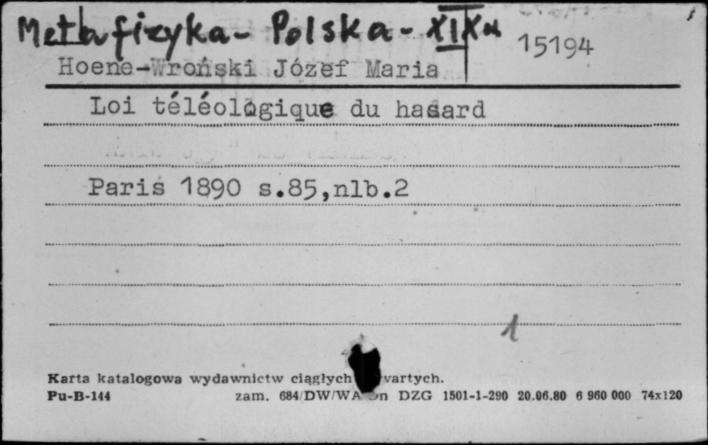 Metafizyka - Polska - XIX w
15194
Hoene-Wroński Józef Maria
Loi téléologique du hasard
Paris 1890 s.85,nlb.2
1
Karta katalogowa wydawnictw ciągłych wartych.
Pu-B-144 zam. 684/DW/WA n DZG 1501-1-290 20.06.80 6 960 000 74x120